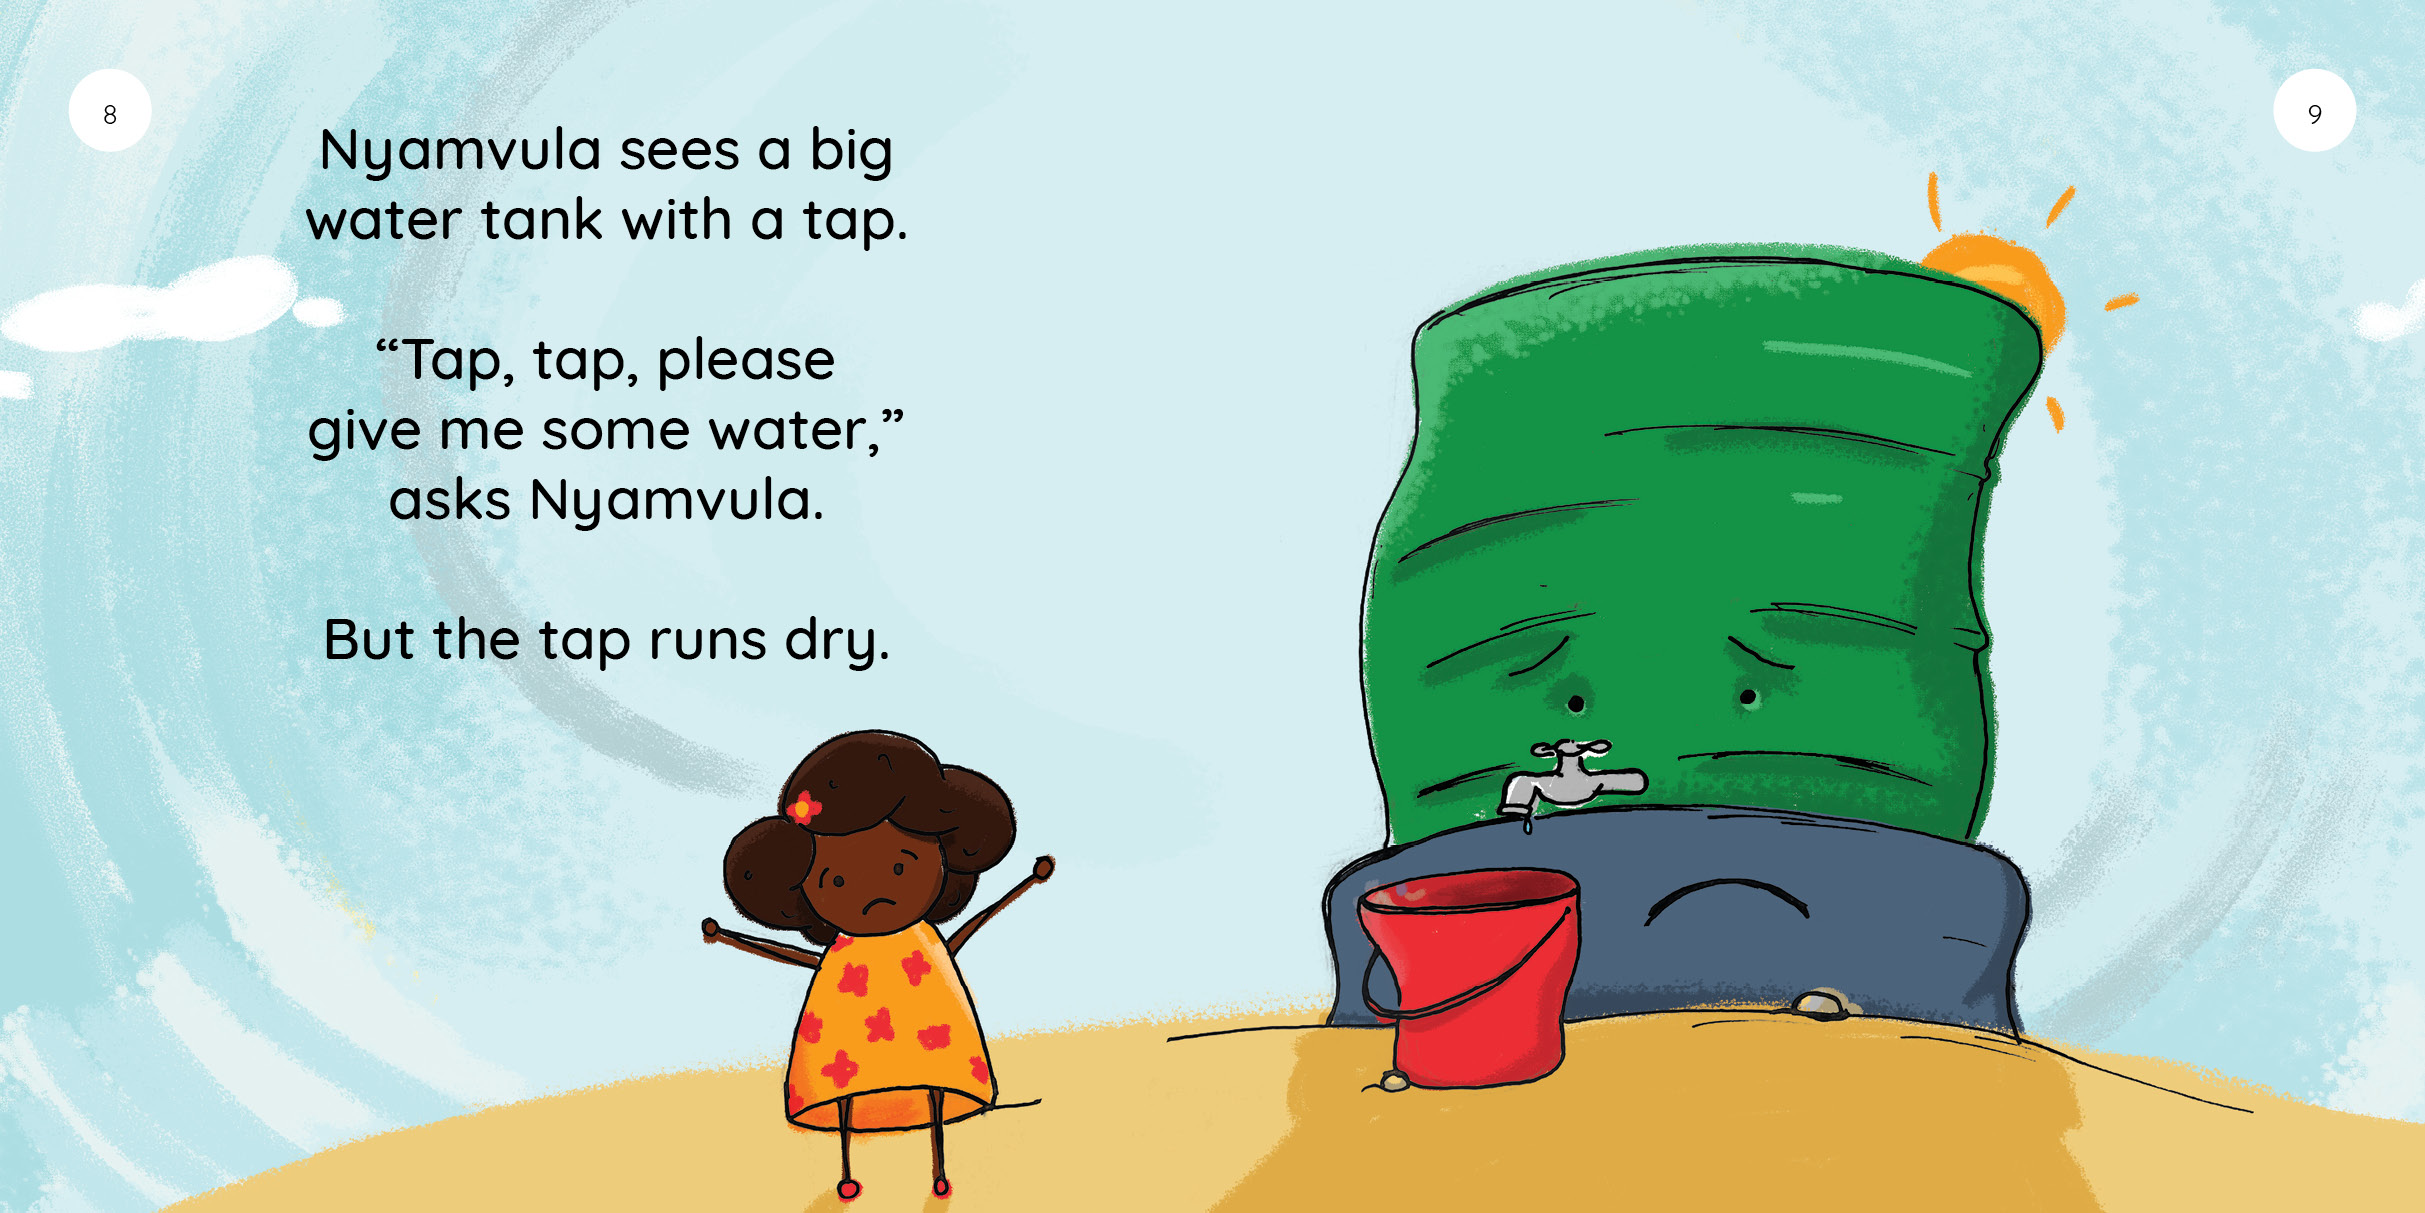 8
Nyamvula sees a big
water tank with a tap.
“Tap, tap, please
give me some water,”
asks Nyamvula.
But the tap runs dry.
9